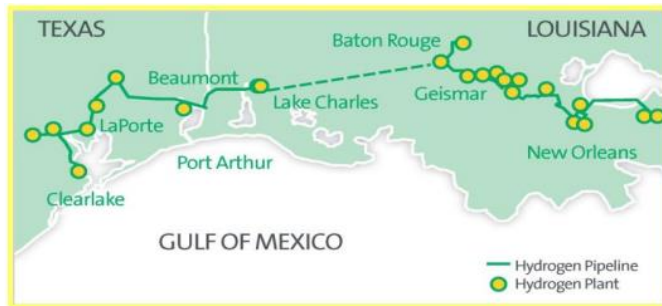 TEXAS
LOUISIANA
Baton Rouge
Beaumont
Lake Charles
Geismar
LaPorte
New Orleans
Port Arthur
Clearlake
GULF OF MEXICO
Hydrogen Pipeline
Hydrogen Plant